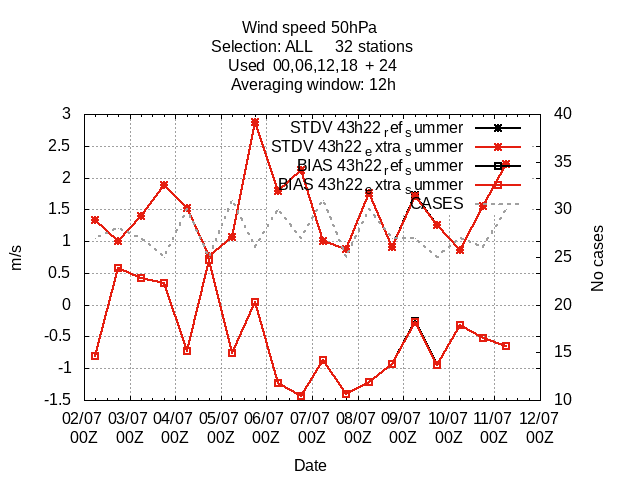 Wind speed 50hPa
Selection: ALL 32 stations
Used 00,06,12,18 + 24
Averaging window: 12h
3 40
2.5
2 35
1.5
1 30
0.5 25
0
-0.5 20
-1 15
-1.5 10
STDV 43h22refsummer
STDV 43h22extrasummer
BIAS 43h22refsummer
BIAS 43h22extrasummer
CASES
m/s
No cases
02/07 03/07 04/07 05/07 06/07 07/07 08/07 09/07 10/07 11/07 12/07
00Z 00Z 00Z 00Z 00Z 00Z 00Z 00Z 00Z 00Z 00Z
Date